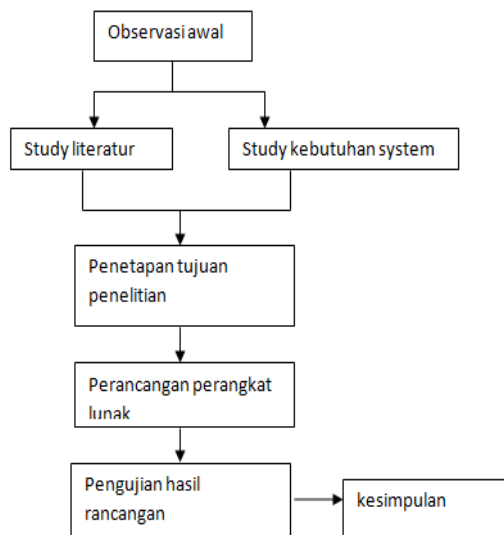 Observasi awal
Study literatur
Study kebutuhan system
Penetapan tujuan
penelitian
Perancangan perangkat
lunak
Pengujian hasil
rancangan
kesimpulan